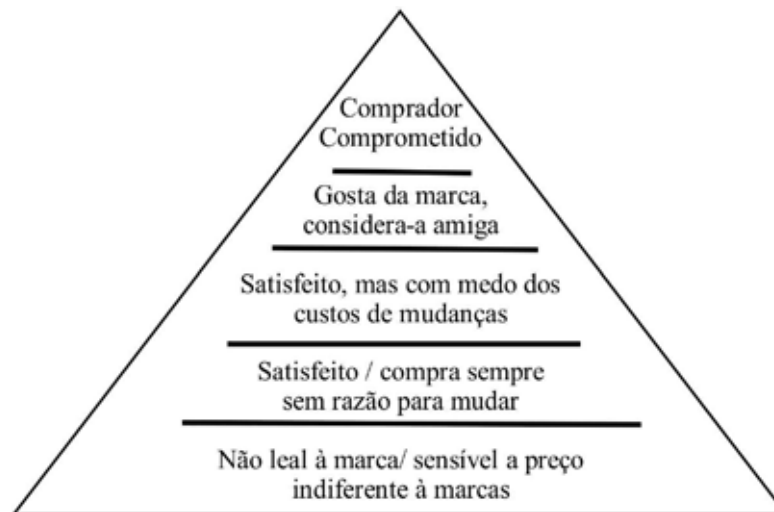 Comprador
Comprometido
Gosta da marca,
considera-a amiga
Satisfeito, mas com medo dos
custos de mudanças
Satisfeito / compra sempre
sem razão para mudar
Não leal à marca/ sensível a preço
indiferente à marcas